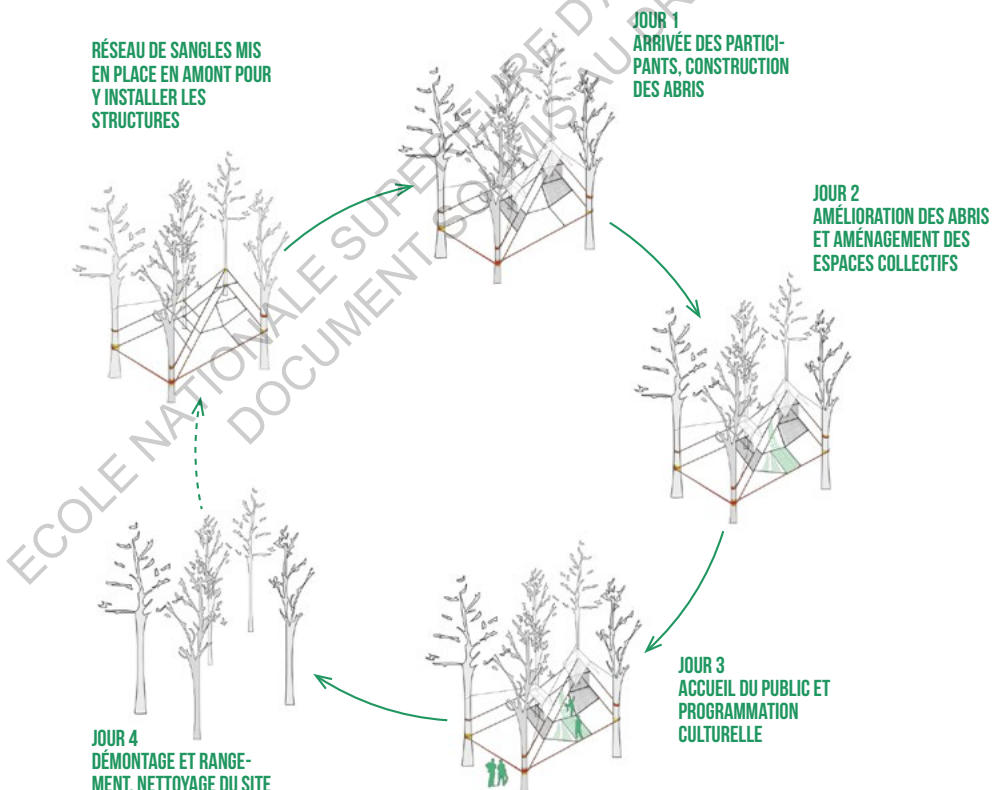 RÉSEAU DE SANGLES MIS
EN PLACE EN AMONT POUR
Y INSTALLER LES
STRUCTURES
JOUR 1
ARRIVÉE DES PARTICI-
PANTS, CONSTRUCTION
DES ABRIS
JOUR 2
AMÉLIORATION DES ABRIS
ET AMÉNAGEMENT DES
ESPACES COLLECTIFS
JOUR 3
ACCUEIL DU PUBLIC ET
PROGRAMMATION
CULTURELLE
JOUR 4
DÉMONTAGE ET RANGE-
MENT, NETTOYAGE DU SITE
ECOLE NATIONALE SUPERIEURE D'A
DOCUMENT SOUMIS AU DR